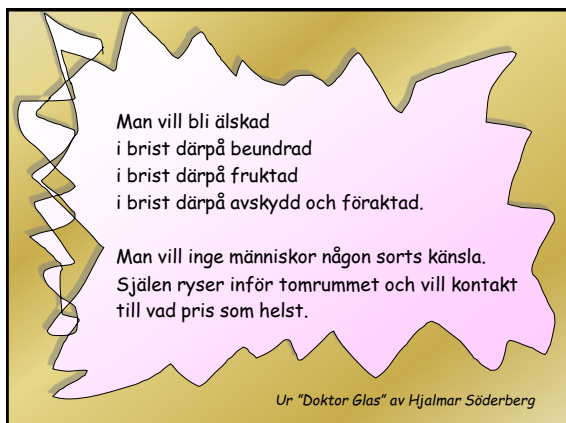 Man vill bli älskad
i brist därpå beundrad
i brist därpå fruktad
i brist därpå avskydd och föraktad.
Man vill inge människor någon sorts känsla.
Själen ryser inför tomrummet och vill kontakt
till vad pris som helst.
Ur "Doktor Glas" av Hjalmar Söderberg